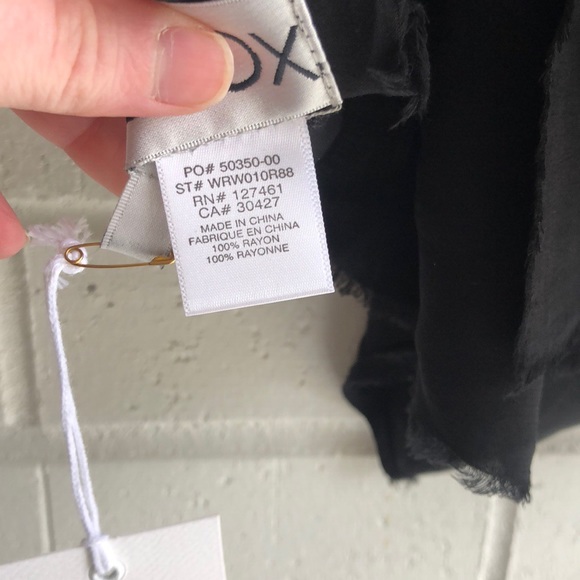 OX
PO# 50350-00
ST# WRW010R88
RN# 127461
CA# 30427
MADE IN CHINA
FABRIQUE EN CHINA
100% RAYON
100% RAYONNE